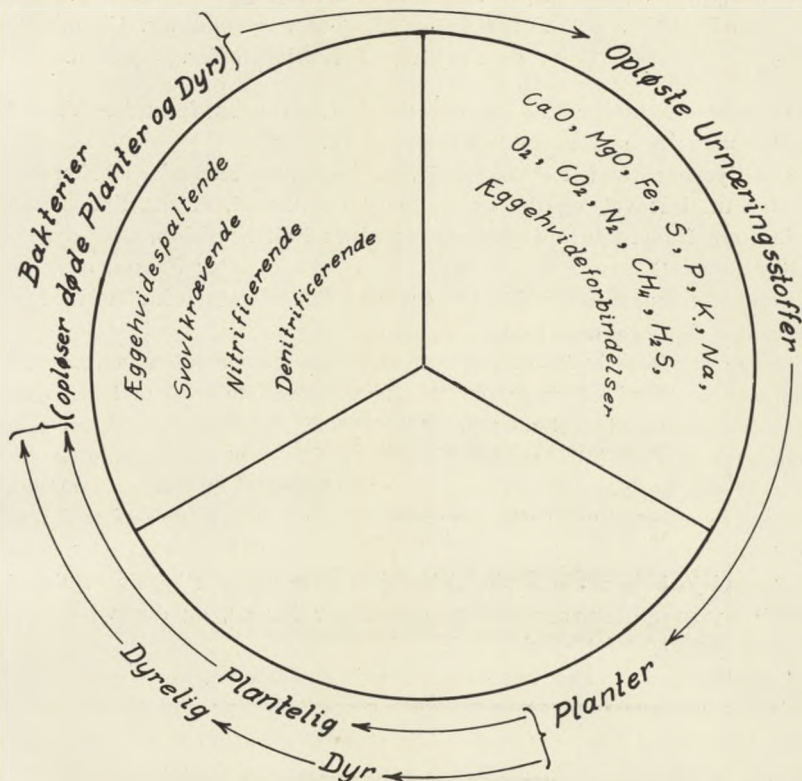 Bakterier
(opløser døde Planter og Dyr)
Æggehvidespaltende
Svovlkrævende
Nitrificerende
Denitrificerende
Opløste Urnæringsstoffer
CaO, MgO, Fe, S, P, K, Na,
O2, CO2, N2, CH4, H2S,
Æggehvideforbindelser
Planter
Plantelig
Dyr
Dyrelig